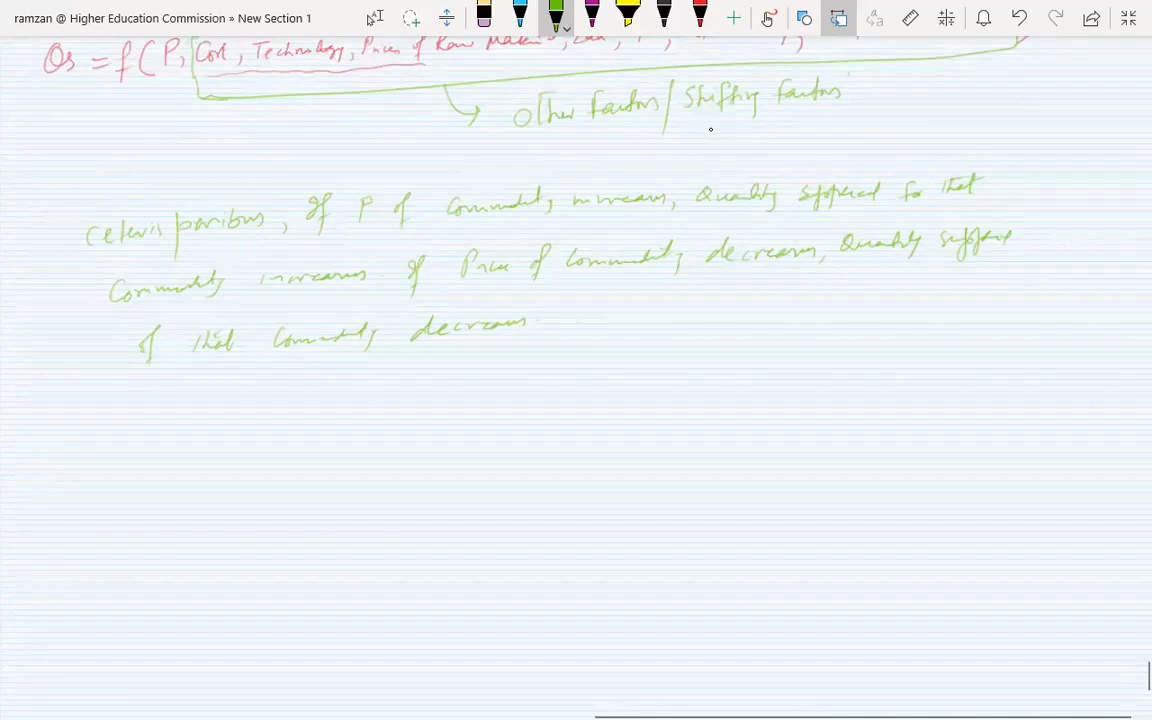 ramzan @ Higher Education Commission » New Section 1
Qs = f(P, Cost, Technology, Prices of Raw
Other Factors / Shifting Factors
Ceteris paribus, If P of Commodity increases, Quantity supplied for that
Commodity increases If Price of Commodity decreases, Quantity supplied
of that Commodity decreases.